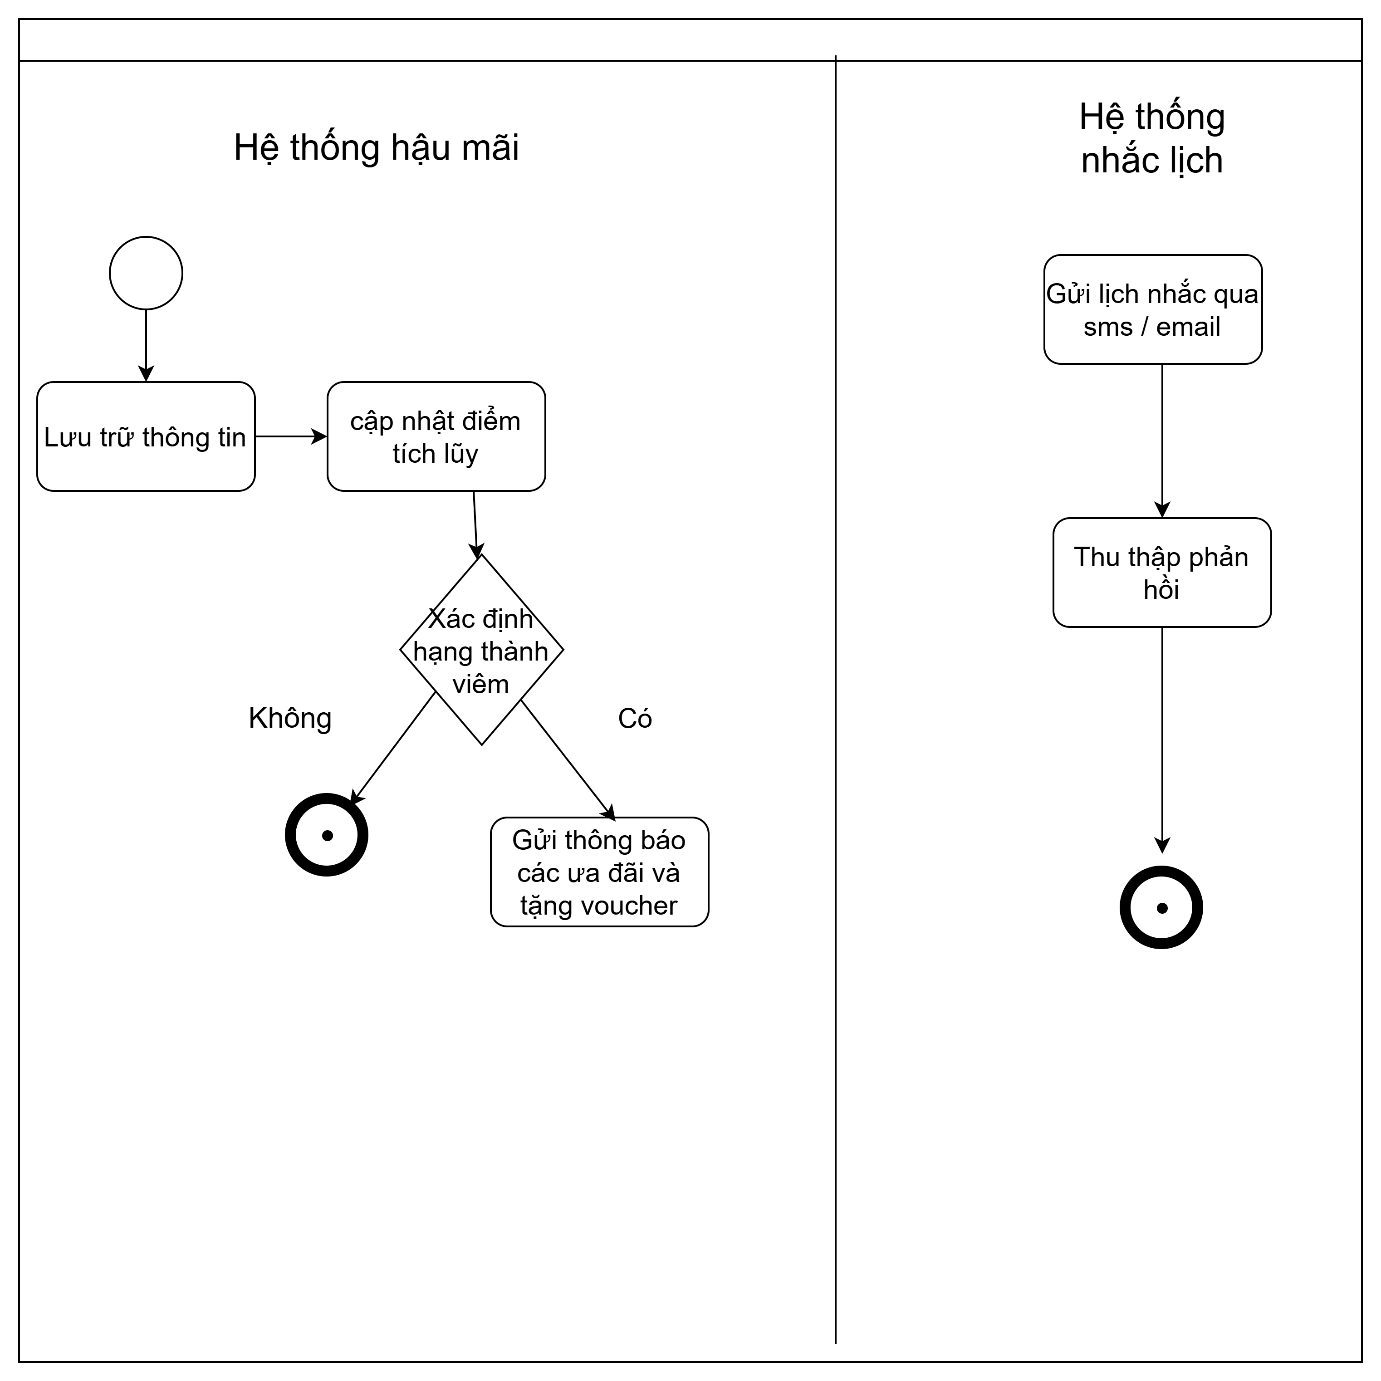 Hệ thống hậu mãi
Hệ thống
nhắc lịch
Gửi lịch nhắc qua
sms / email
Lưu trữ thông tin
cập nhật điểm
tích lũy
Thu thập phản
hồi
Xác định
hạng thành
viêm
Không
Có
Gửi thông báo
các ưa đãi và
tặng voucher